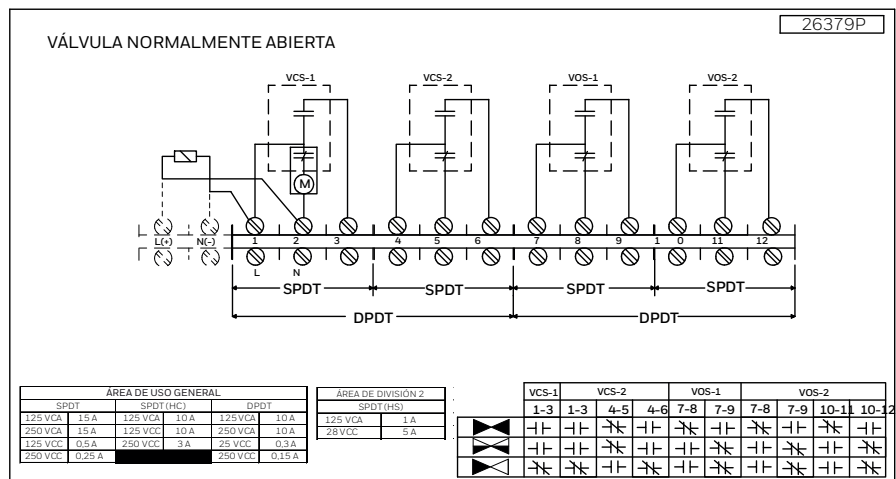 26379P
VÁLVULA NORMALMENTE ABIERTA
VCS-1 VCS-2 VOS-1 VOS-2
M
L(+) N(-) 1 2 3 4 5 6 7 8 9 1 0 11 12
L N
SPDT SPDT SPDT SPDT
DPDT DPDT
ÁREA DE USO GENERAL
SPDT SPDT (HC) DPDT
125 VCA 15 A 125 VCA 10 A 125 VCA 10 A
250 VCA 15 A 125 VCC 10 A 250 VCA 10 A
125 VCC 0,5 A 250 VCC 3 A 25 VCC 0,3 A
250 VCC 0,25 A 250 VCC 0,15 A
ÁREA DE DIVISIÓN 2
SPDT (HS)
125 VCA 1 A
28 VCC 5 A
VCS-1 VCS-2 VOS-1 VOS-2
1-3 1-3 4-5 4-6 7-8 7-9 7-8 7-9 10-11 10-12